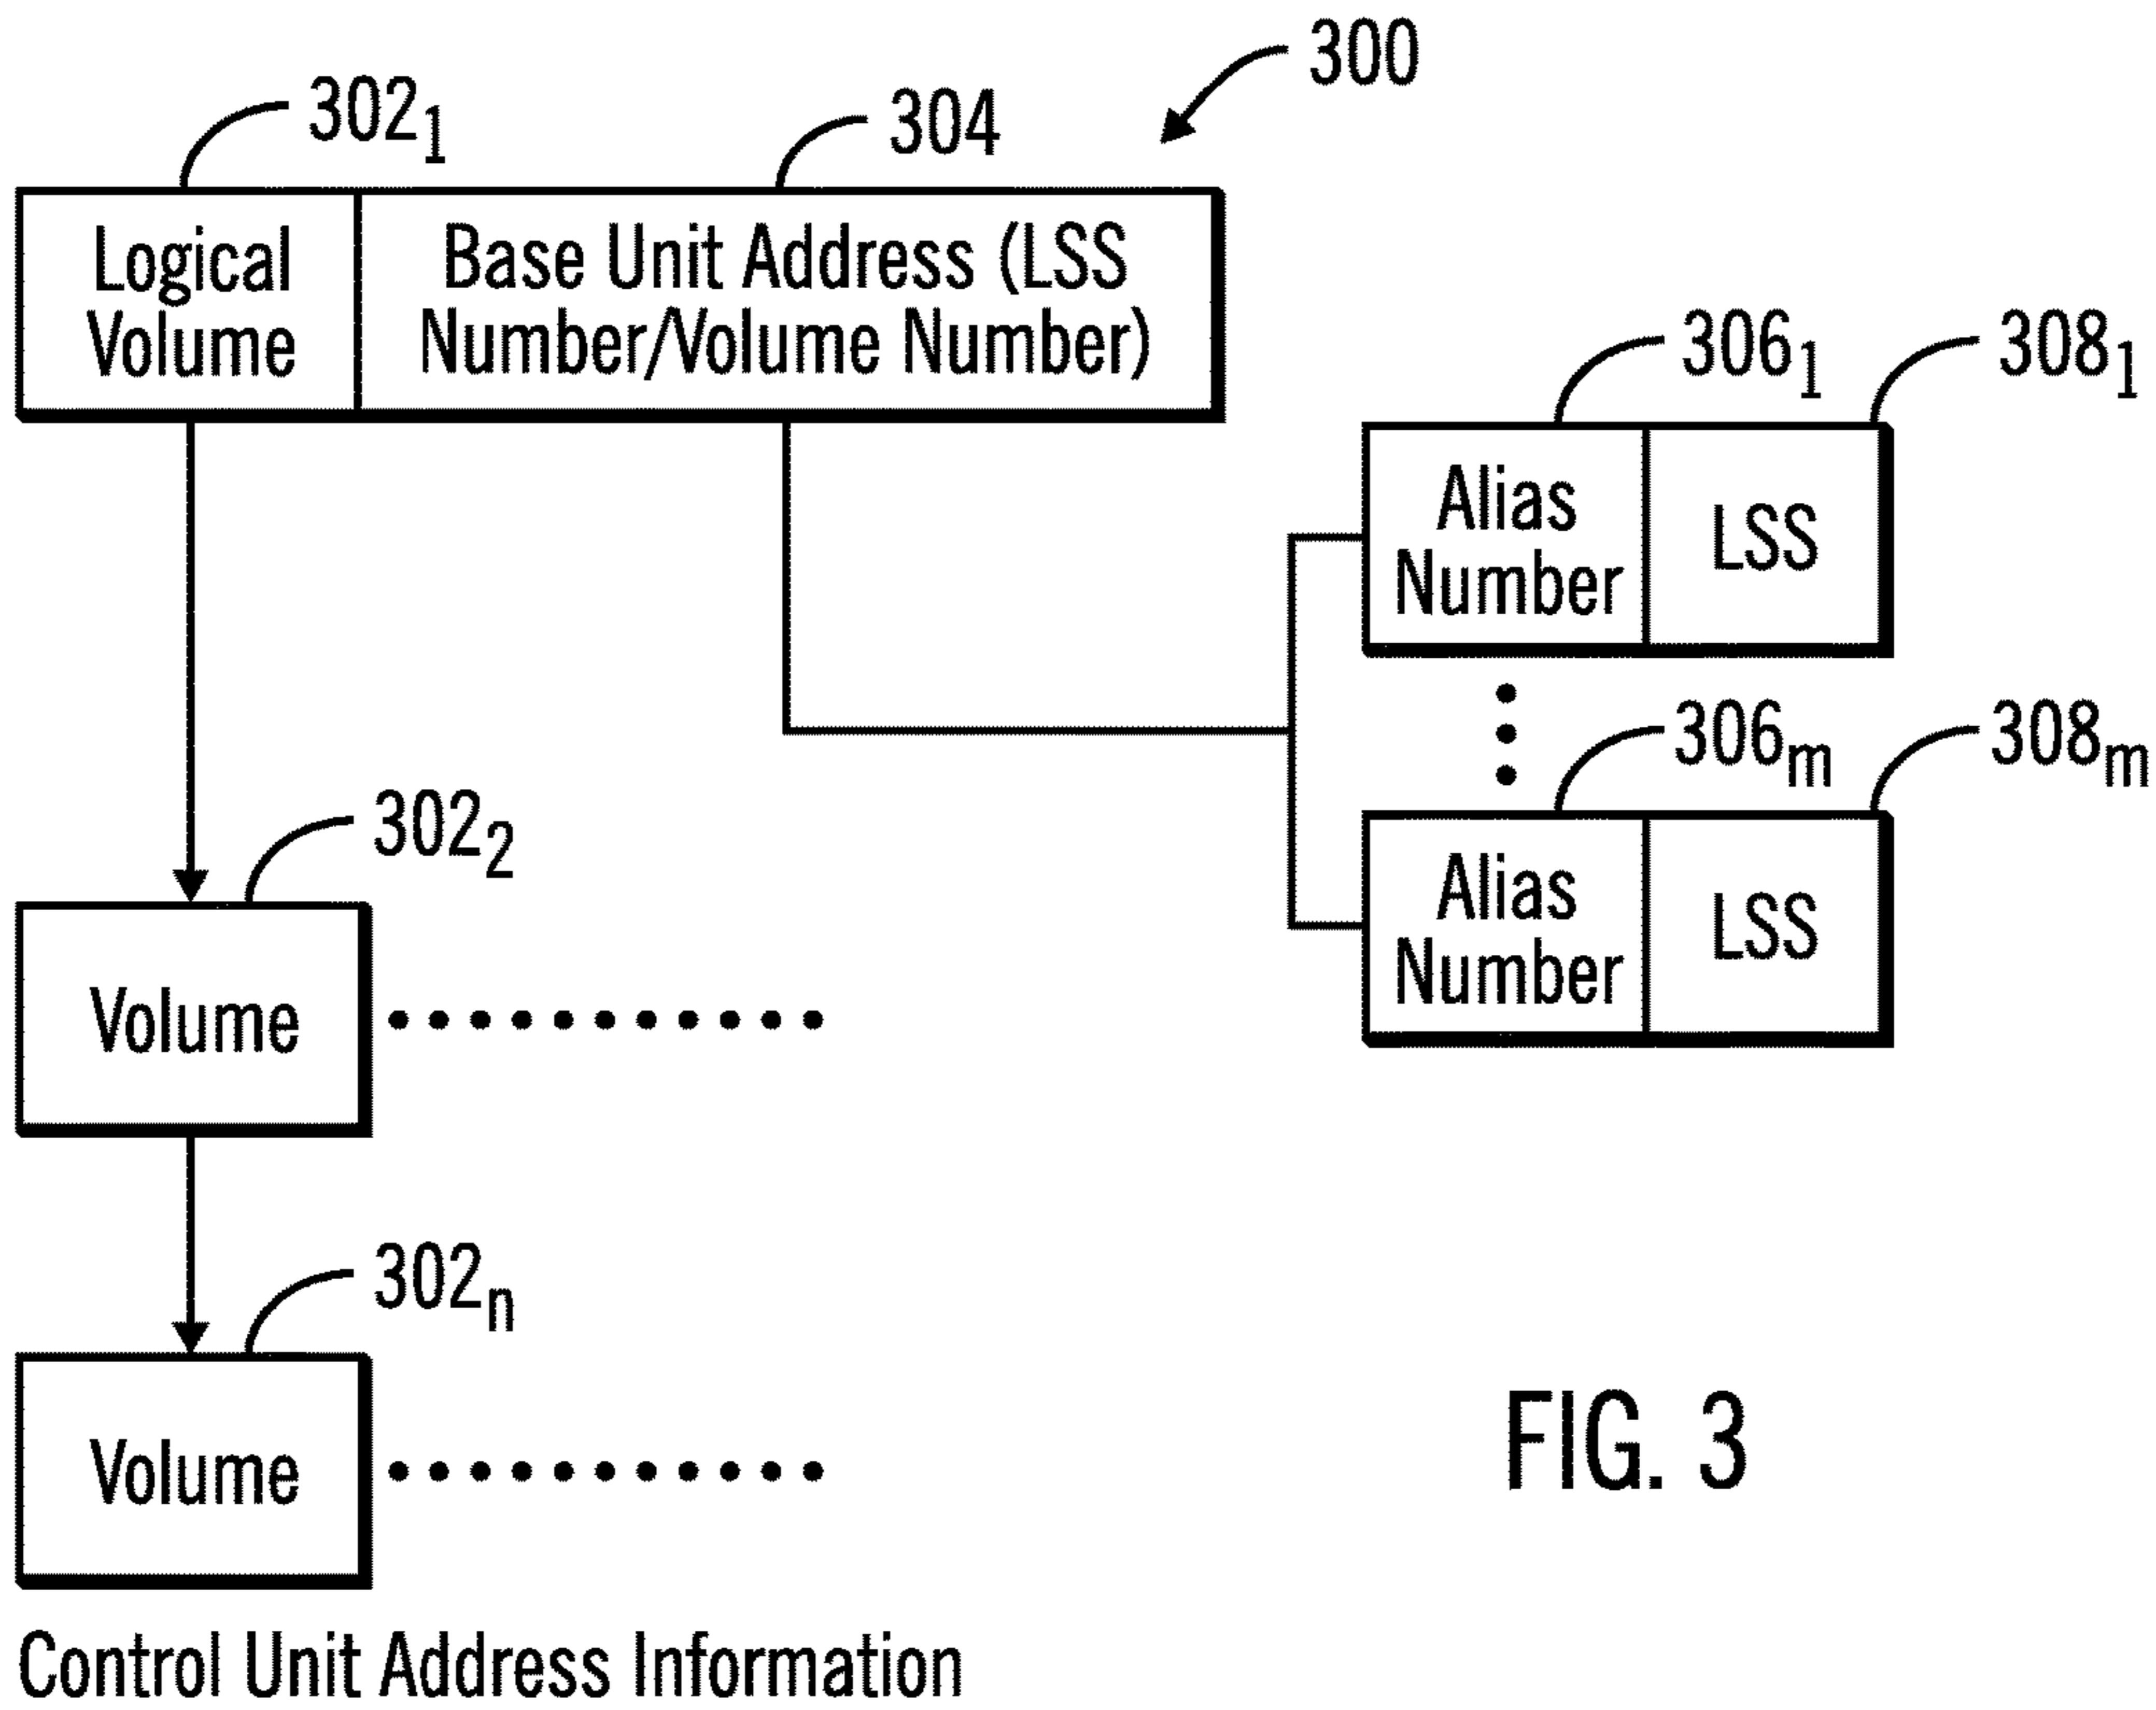 300
302₁
304
Logical
Volume
Base Unit Address (LSS
Number/Volume Number)
306₁
308₁
Alias
Number
LSS
306ₘ
308ₘ
Alias
Number
LSS
302₂
Volume
302ₙ
Volume
FIG. 3
Control Unit Address Information